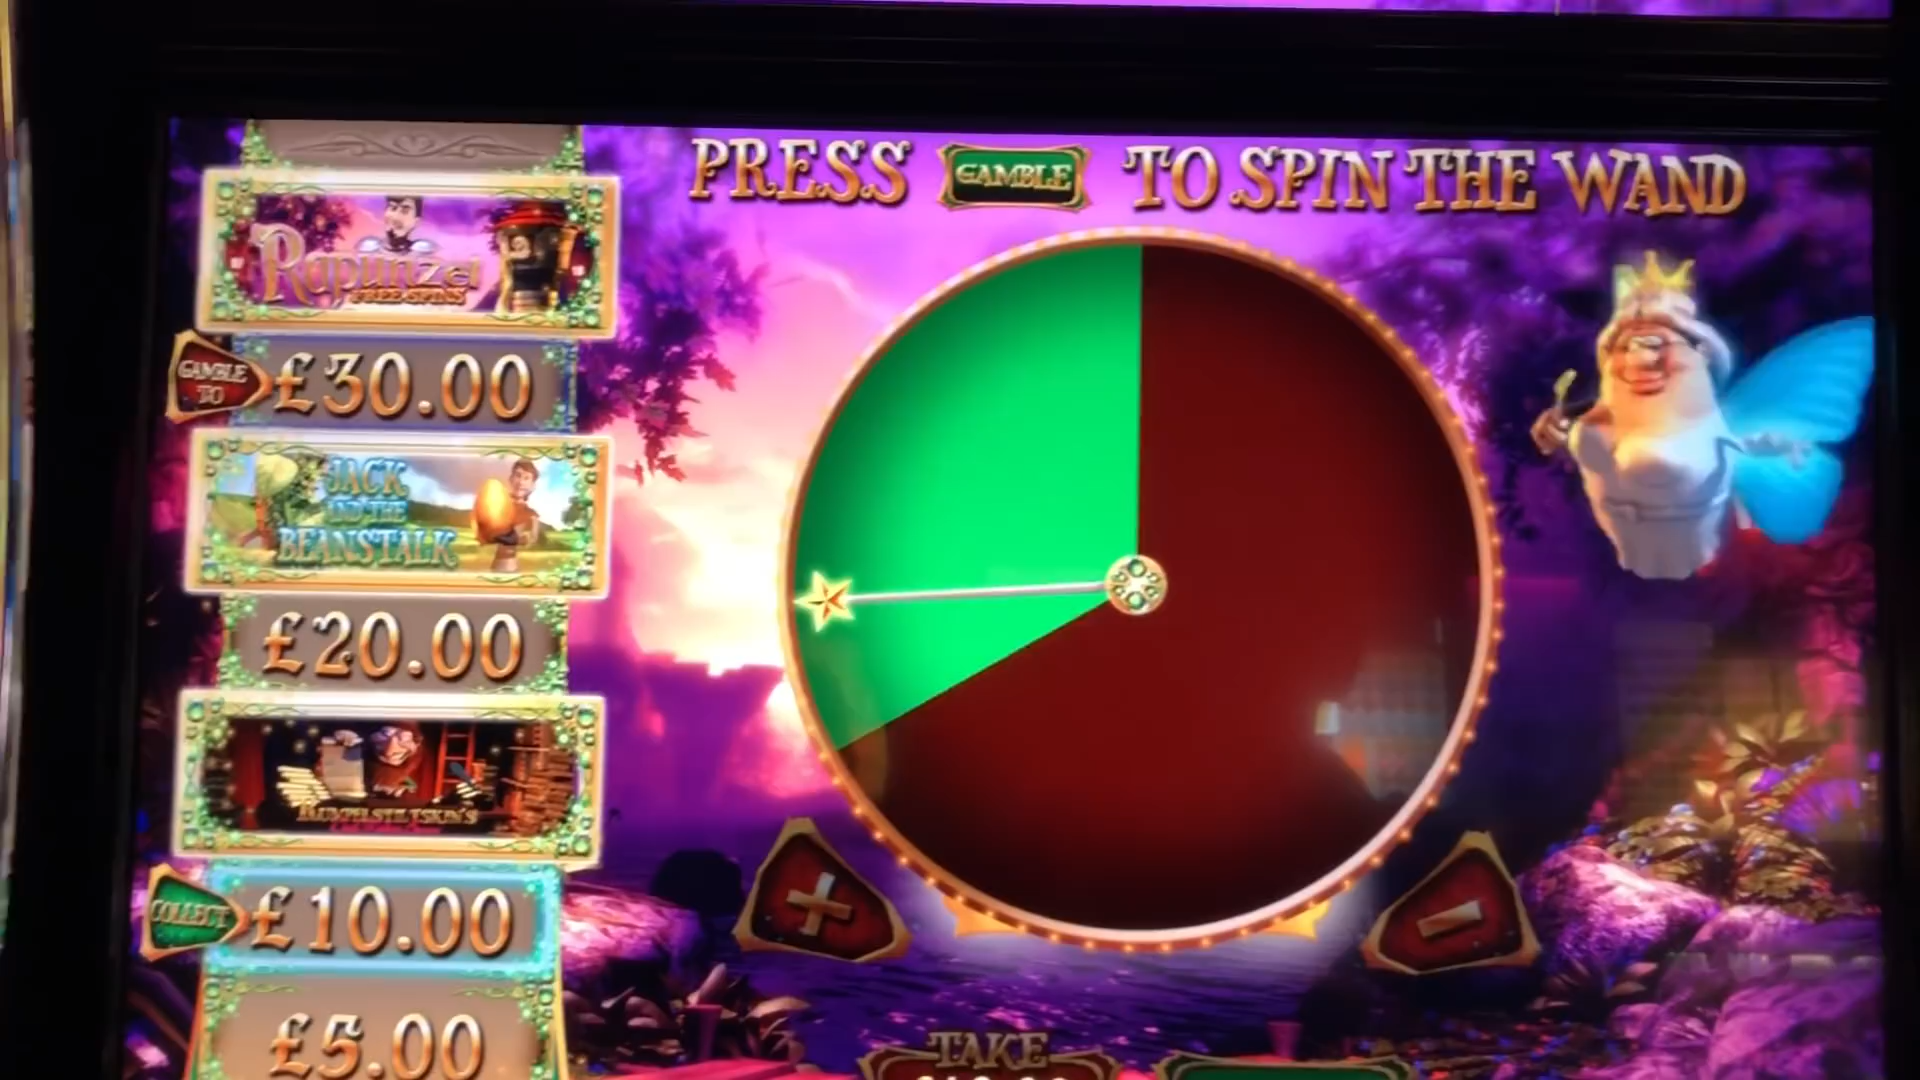 PRESS GAMBLE TO SPIN THE WAND
Rapunzel
FREE SPINS
GAMBLE
TO
£30.00
JACK
AND THE
BEANSTALK
£20.00
RUMPELSTILTSKIN'S
COLLECT
£10.00
£5.00
+
-
TAKE